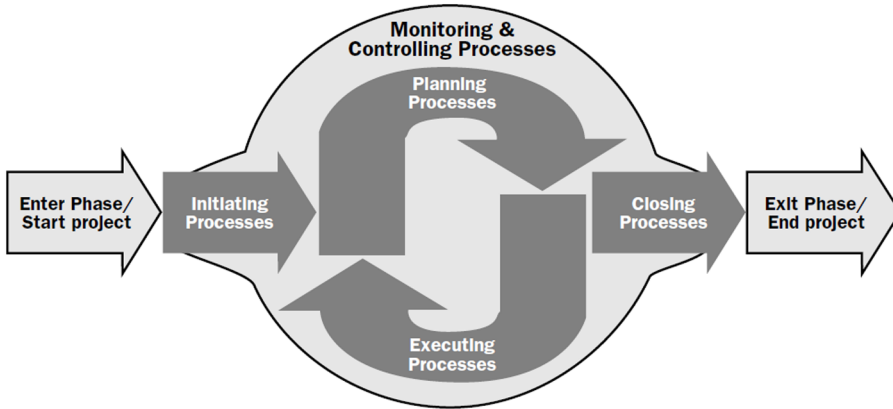 Monitoring &
Controlling Processes
Planning
Processes
Enter Phase/
Start project
Initiating
Processes
Closing
Processes
Exit Phase/
End project
Executing
Processes